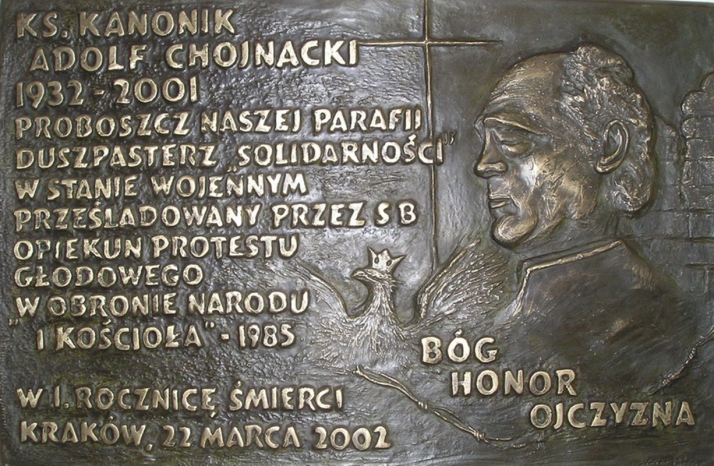 KS. KANONIK
ADOLF CHOJNACKI
1932-2001
PROBOSZCZ NASZEJ PARAFII
DUSZPASTERZ "SOLIDARNOŚCI"
W STANIE WOJENNYM
PRZEŚLADOWANY PRZEZ SB
OPIEKUN PROTESTU
GŁODOWEGO
"W OBRONIE NARODU
I KOŚCIOŁA" - 1985
W I. ROCZNICĘ ŚMIERCI
KRAKÓW, 22 MARCA 2002
BÓG
HONOR
OJCZYZNA